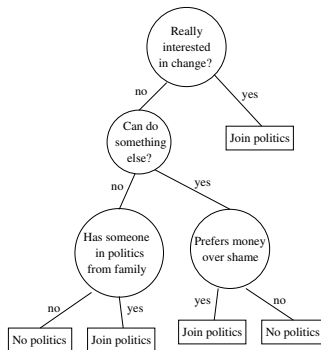 Really
interested
in change?
no
yes
Can do
something
else?
Join politics
no
yes
Has someone
in politics
from family
Prefers money
over shame
no
yes
yes
no
No politics
Join politics
Join politics
No politics